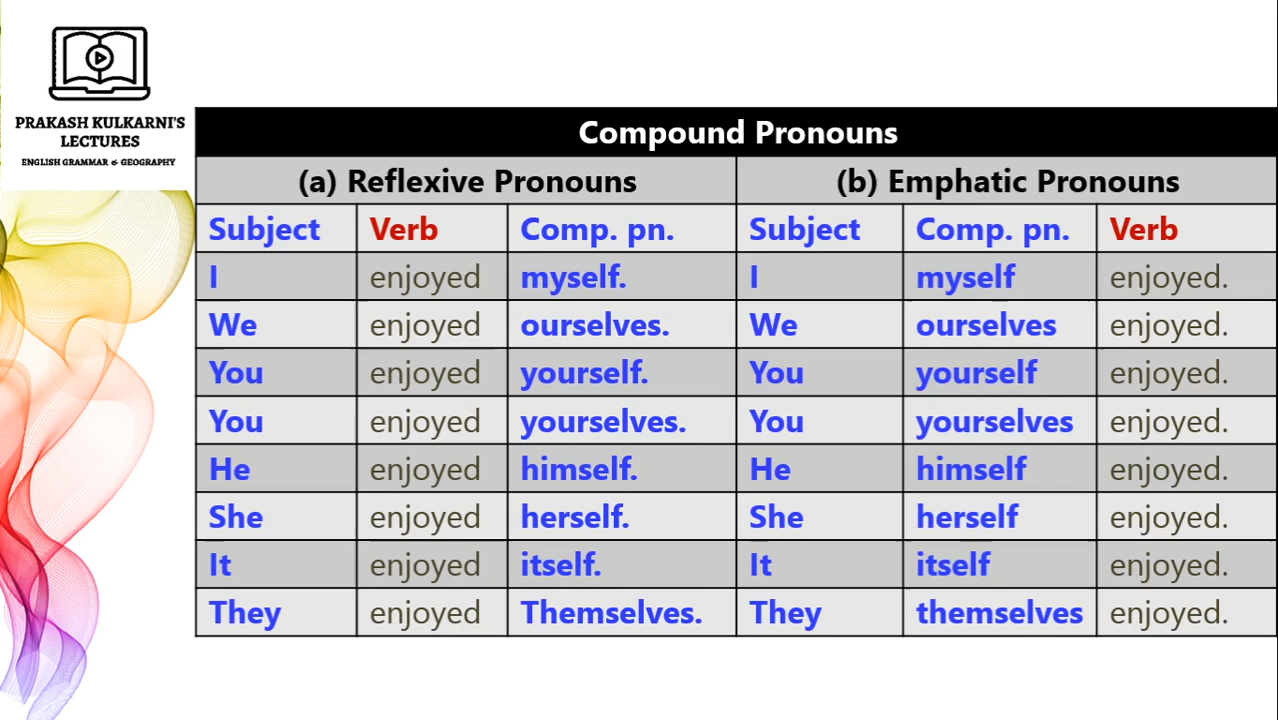 PRAKASH KULKARNI'S
LECTURES
ENGLISH GRAMMAR & GEOGRAPHY
Compound Pronouns
(a) Reflexive Pronouns (b) Emphatic Pronouns
Subject Verb Comp. pn. Subject Comp. pn. Verb
I enjoyed myself. I myself enjoyed.
We enjoyed ourselves. We ourselves enjoyed.
You enjoyed yourself. You yourself enjoyed.
You enjoyed yourselves. You yourselves enjoyed.
He enjoyed himself. He himself enjoyed.
She enjoyed herself. She herself enjoyed.
It enjoyed itself. It itself enjoyed.
They enjoyed Themselves. They themselves enjoyed.